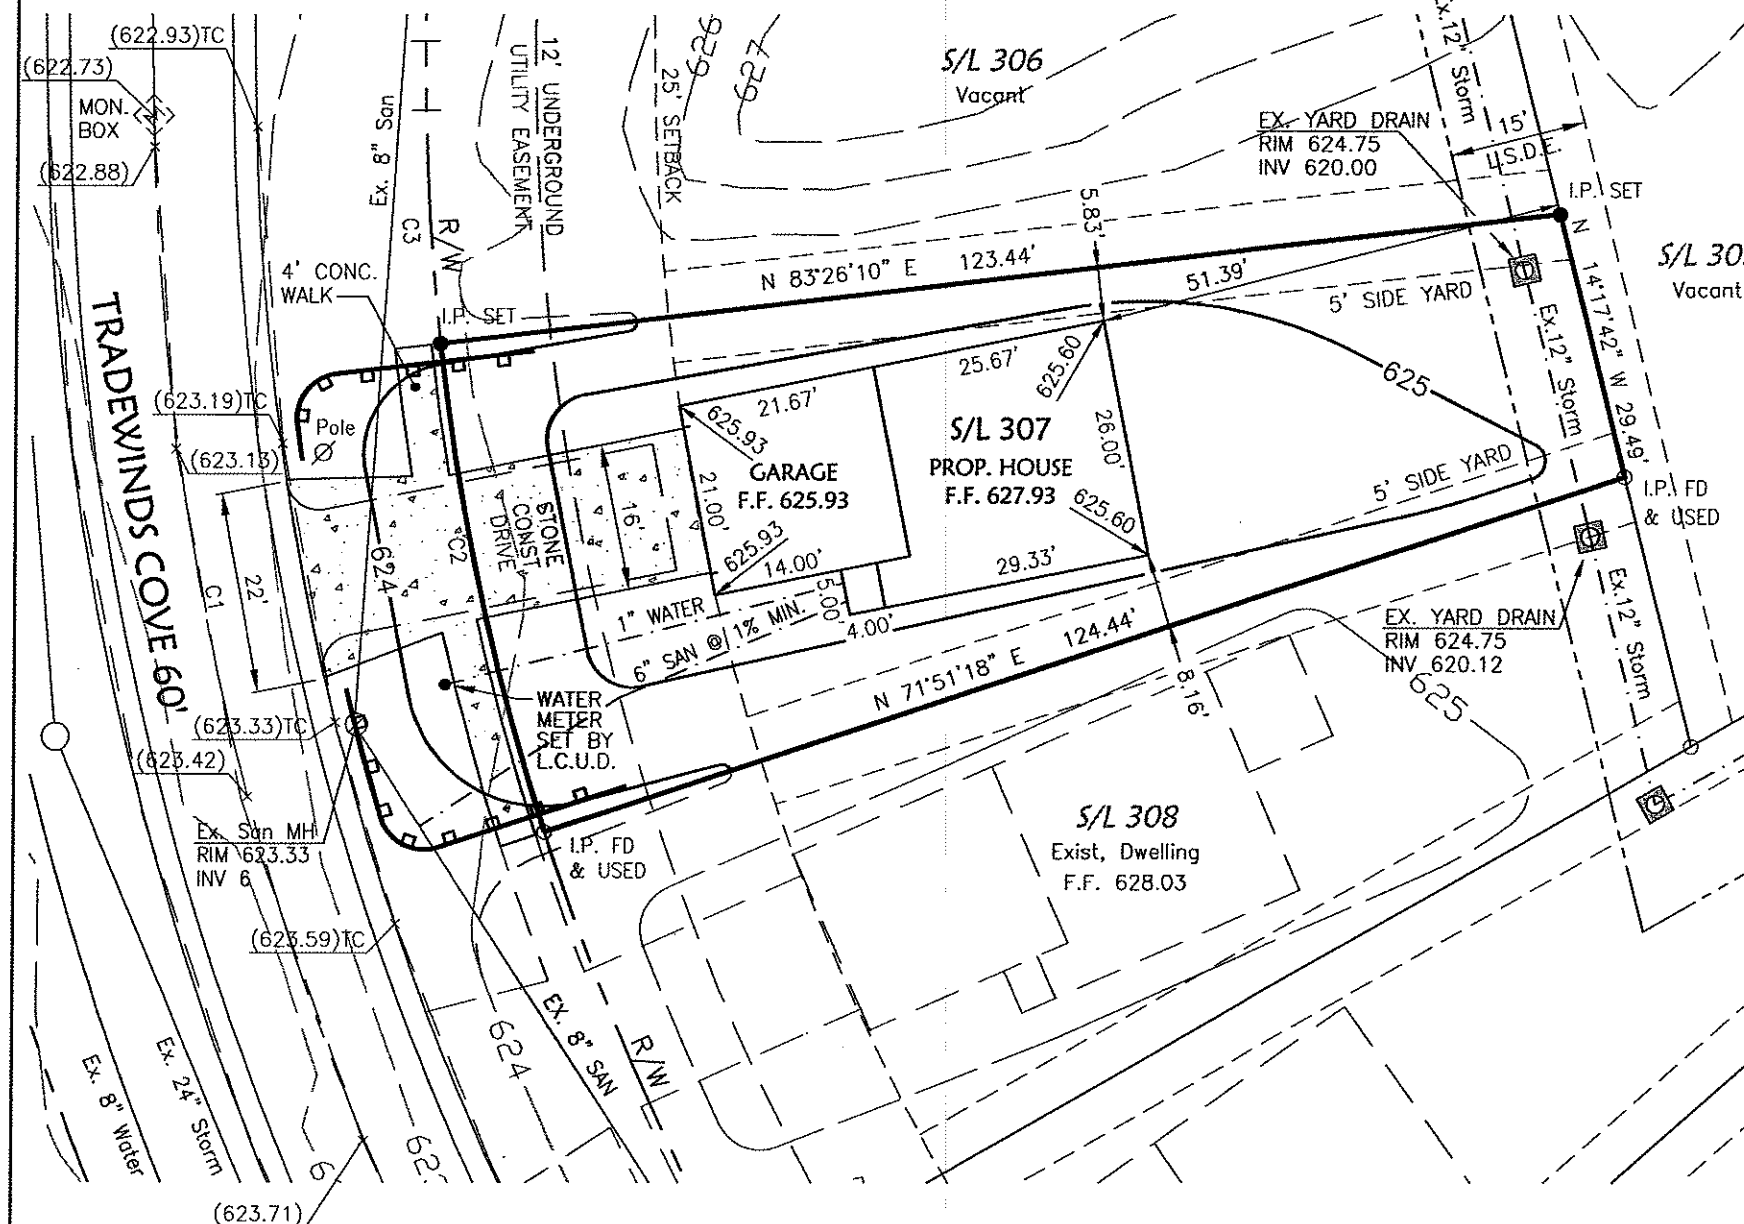 (622.93)TC
(622.73)
MON.
BOX
(622.88)
Ex. 8" San
C3
R/W
12' UNDERGROUND
UTILITY EASEMENT
25' SETBACK
626
627
S/L 306
Vacant
Ex.12" Storm
EX. YARD DRAIN
RIM 624.75
INV 620.00
15'
U.S.D.E.
I.P. SET
Vacant
4' CONC.
WALK
I.P. SET
N 83°26'10" E 123.44'
5.83'
51.39'
5' SIDE YARD
N 14°17'42" W 29.49'
Ex.12" Storm
TRADEWINDS COVE 60'
(623.19)TC
Pole
(623.13)
21.67'
25.67'
625.60
625
625.93
S/L 307
PROP. HOUSE
F.F. 627.93
GARAGE
F.F. 625.93
26.00'
21.00'
16'
STONE
CONST
DRIVE
C2
624
C1
22'
625.93
14.00'
625.60
29.33'
5' SIDE YARD
I.P. FD
& USED
1" WATER
6" SAN @ 1% MIN.
5.00'
4.00'
N 71°51'18" E 124.44'
8.16'
EX. YARD DRAIN
RIM 624.75
INV 620.12
625
Ex.12" Storm
WATER
METER
SET BY
L.C.U.D.
(623.33)TC
(623.42)
Ex. San MH
RIM 623.33
INV 6
I.P. FD
& USED
S/L 308
Exist, Dwelling
F.F. 628.03
(623.59)TC
624
EX. 8" SAN
R/W
Ex. 8" Water
Ex. 24" Storm
(623.71)